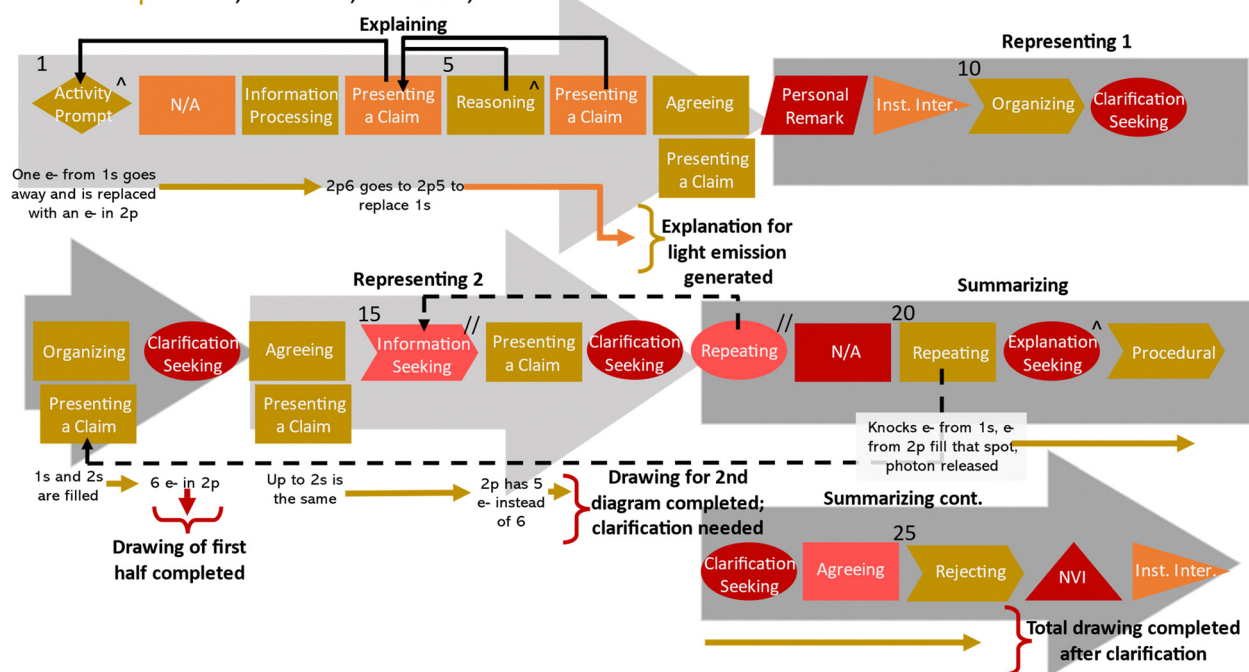 Explaining
Representing 1
1
5
10
Activity
Prompt
^
N/A
Information
Processing
Presenting
a Claim
Reasoning
^
Presenting
a Claim
Agreeing
Presenting
a Claim
Personal
Remark
Inst. Inter.
Organizing
Clarification
Seeking
One e- from 1s goes
away and is replaced
with an e- in 2p
2p6 goes to 2p5 to
replace 1s
Explanation for
light emission
generated
Representing 2
Summarizing
15
20
Organizing
Presenting
a Claim
Clarification
Seeking
Agreeing
Presenting
a Claim
Information
Seeking
//
Presenting
a Claim
Clarification
Seeking
Repeating
//
N/A
Repeating
Explanation
Seeking
^
Procedural
Knocks e- from 1s, e-
from 2p fill that spot,
photon released
1s and 2s
are filled
6 e- in 2p
Drawing of first
half completed
Up to 2s is
the same
2p has 5
e- instead
of 6
Drawing for 2nd
diagram completed;
clarification needed
Summarizing cont.
25
Clarification
Seeking
Agreeing
Rejecting
NVI
Inst. Inter.
Total drawing completed
after clarification